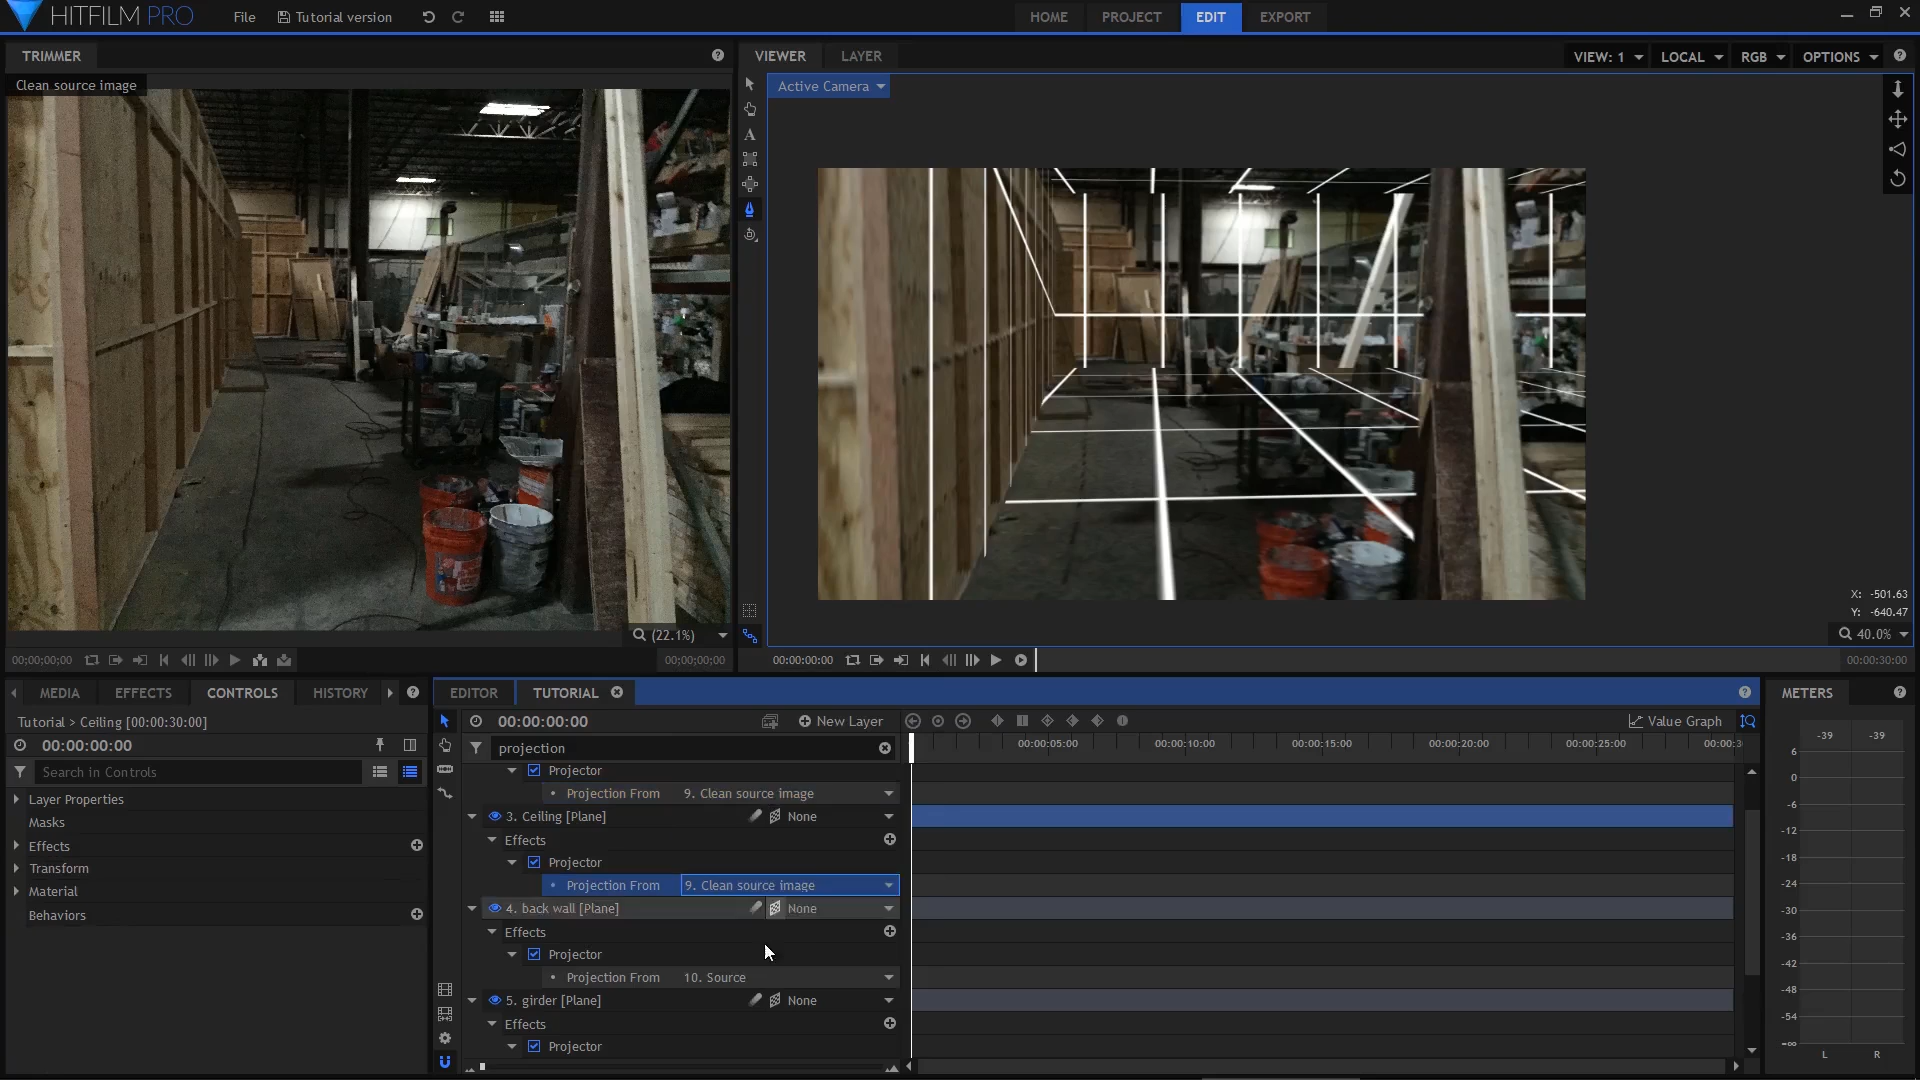 HITFILM PRO
File
Tutorial version
HOME
PROJECT
EDIT
EXPORT
TRIMMER
Clean source image
VIEWER
LAYER
VIEW: 1
LOCAL
RGB
OPTIONS
Active Camera
A
X: -501.63
Y: -640.47
(22.1%)
40.0%
00;00;00;00
00;00;00;00
00:00:00:00
00:00:30:00
MEDIA
EFFECTS
CONTROLS
HISTORY
EDITOR
TUTORIAL
METERS
Tutorial > Ceiling [00:00:30:00]
00:00:00:00
Search in Controls
Layer Properties
Masks
Effects
Transform
Material
Behaviors
00:00:00:00
New Layer
Value Graph
projection
00:00:05:00
00:00:10:00
00:00:15:00
00:00:20:00
00:00:25:00
00:00:3
Projector
Projection From 9. Clean source image
3. Ceiling [Plane] None
Effects
Projector
Projection From 9. Clean source image
4. back wall [Plane] None
Effects
Projector
Projection From 10. Source
5. girder [Plane] None
Effects
Projector
-39 -39
6
0
-6
-12
-18
-24
-30
-36
-42
-48
-54
-∞
L R